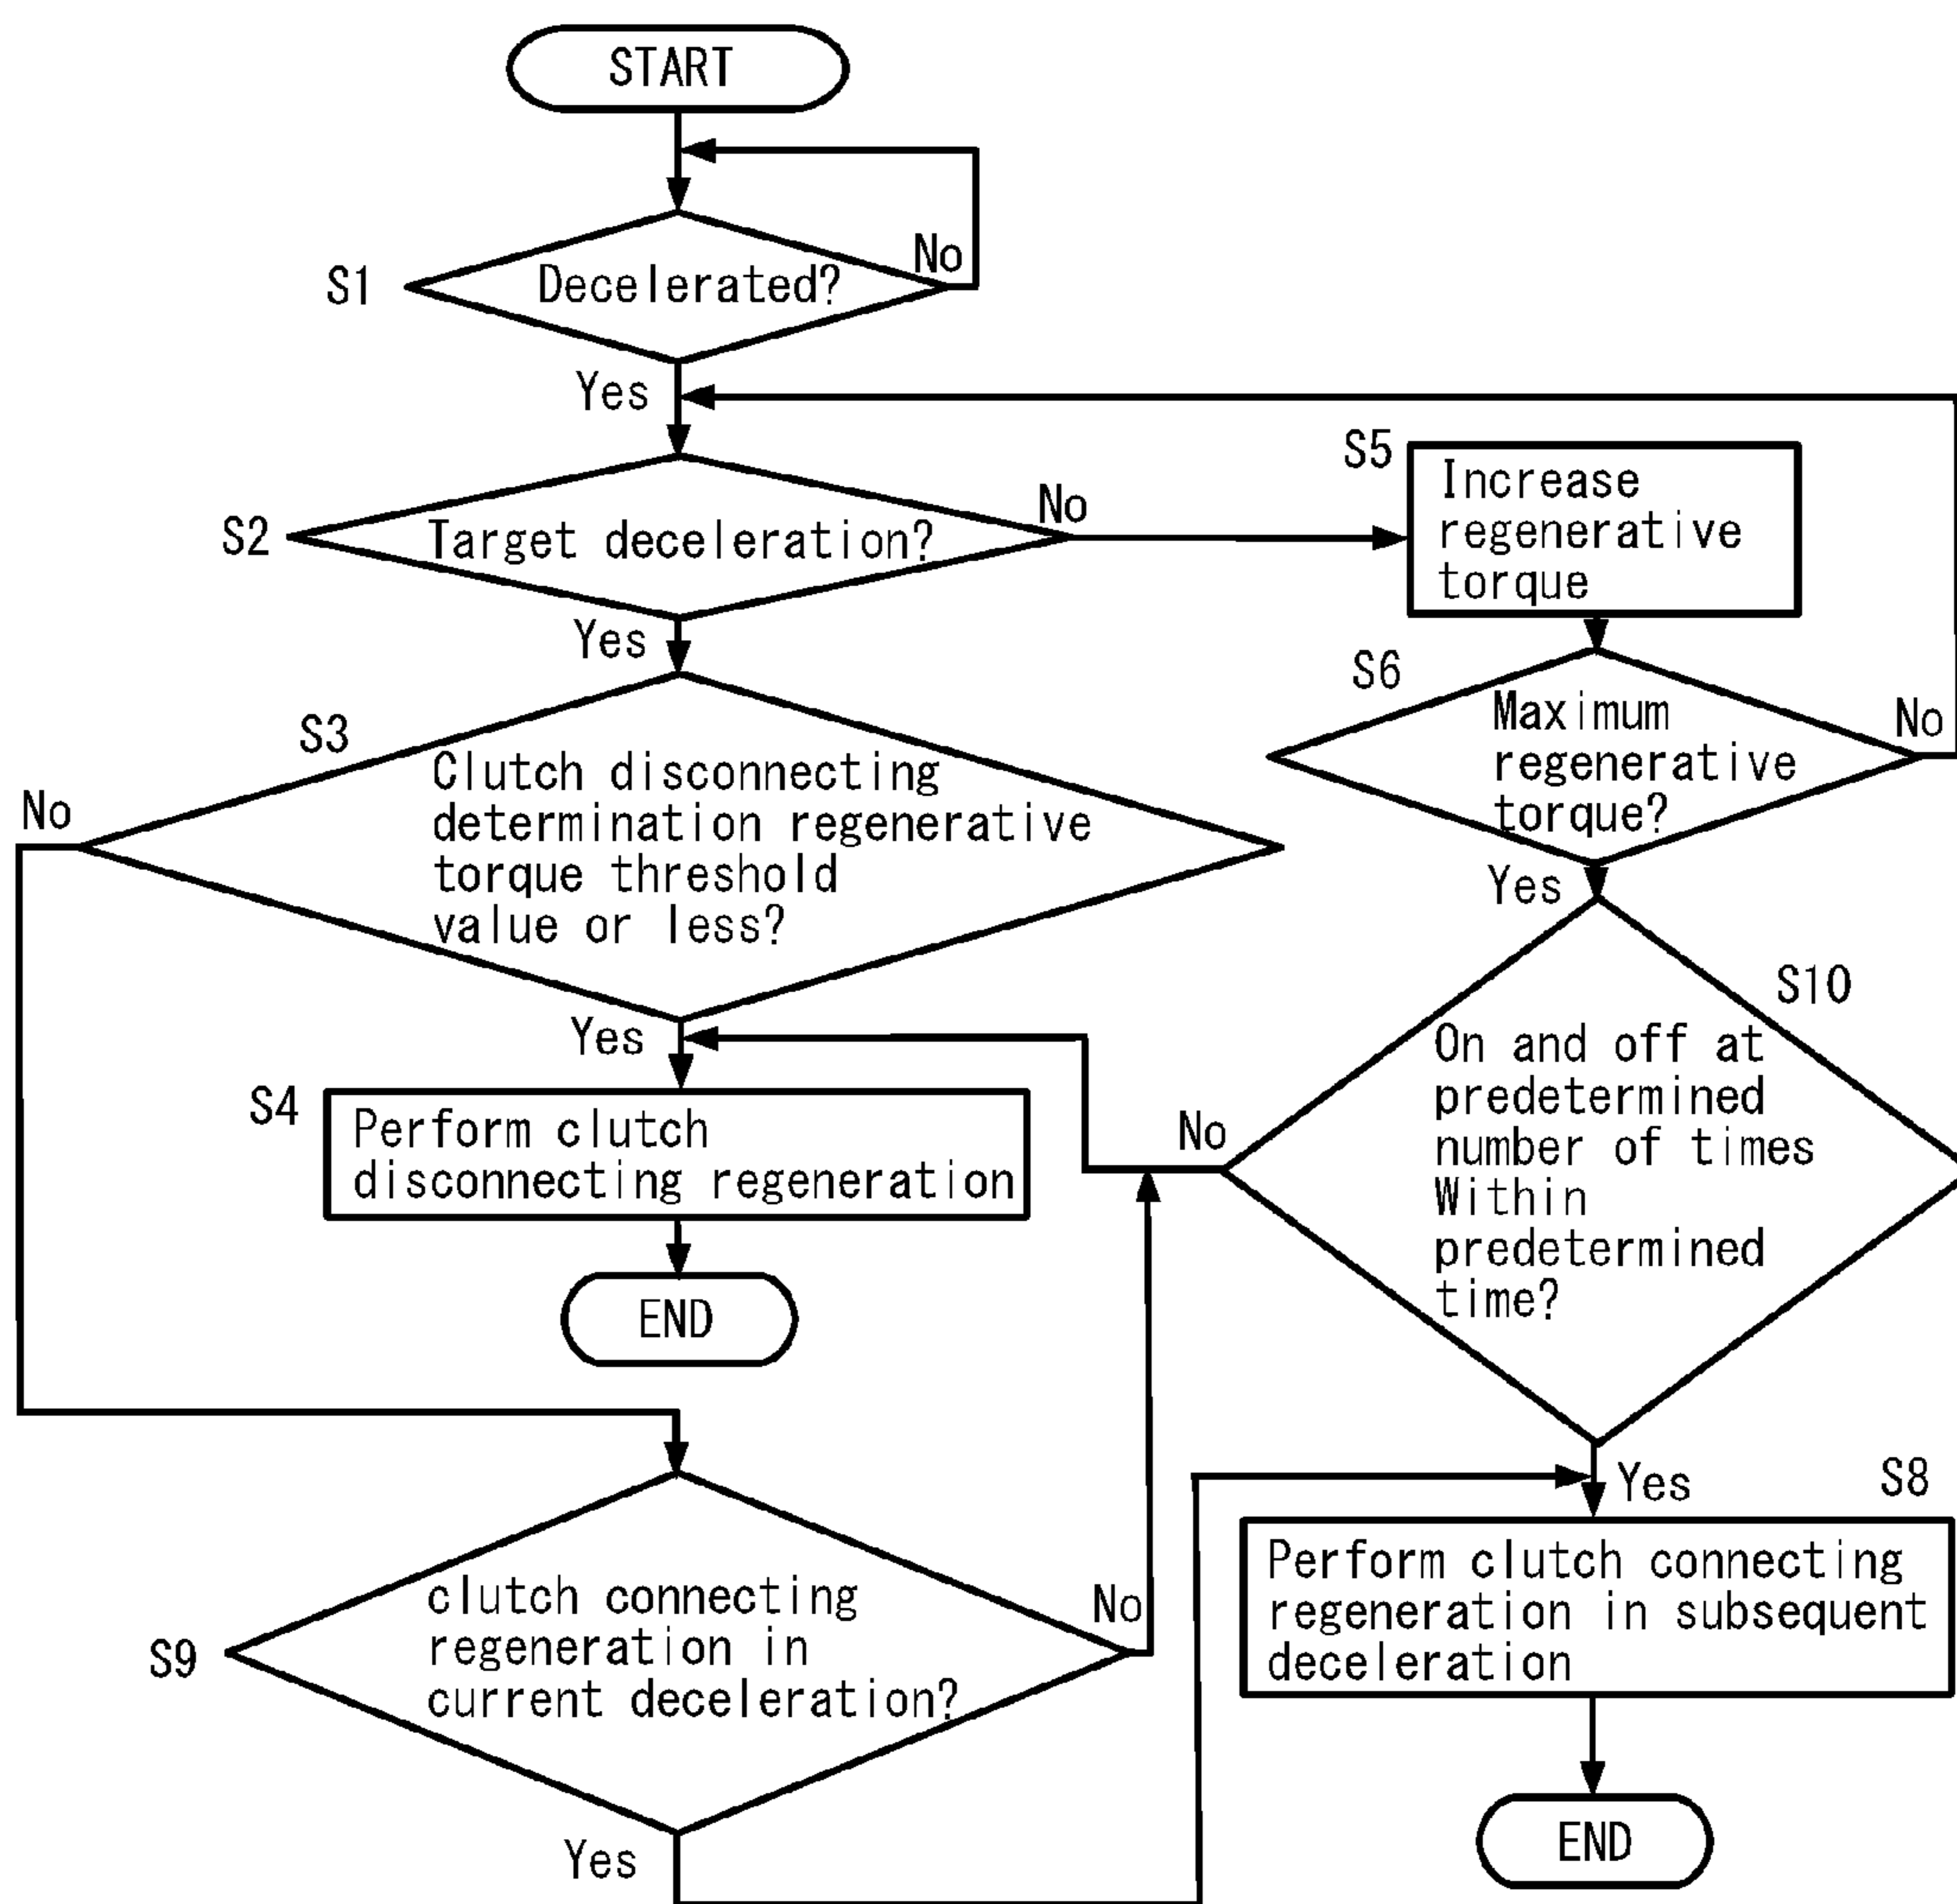 START
No
S1
Decelerated?
Yes
S2
Target deceleration?
No
S5
Increase
regenerative
torque
Yes
S6
Maximum
regenerative
torque?
No
S3
Clutch disconnecting
determination regenerative
torque threshold
value or less?
No
Yes
Yes
S10
On and off at
predetermined
number of times
Within
predetermined
time?
No
S4
Perform clutch
disconnecting regeneration
END
Yes
S8
Perform clutch connecting
regeneration in subsequent
deceleration
S9
clutch connecting
regeneration in
current deceleration?
No
Yes
END